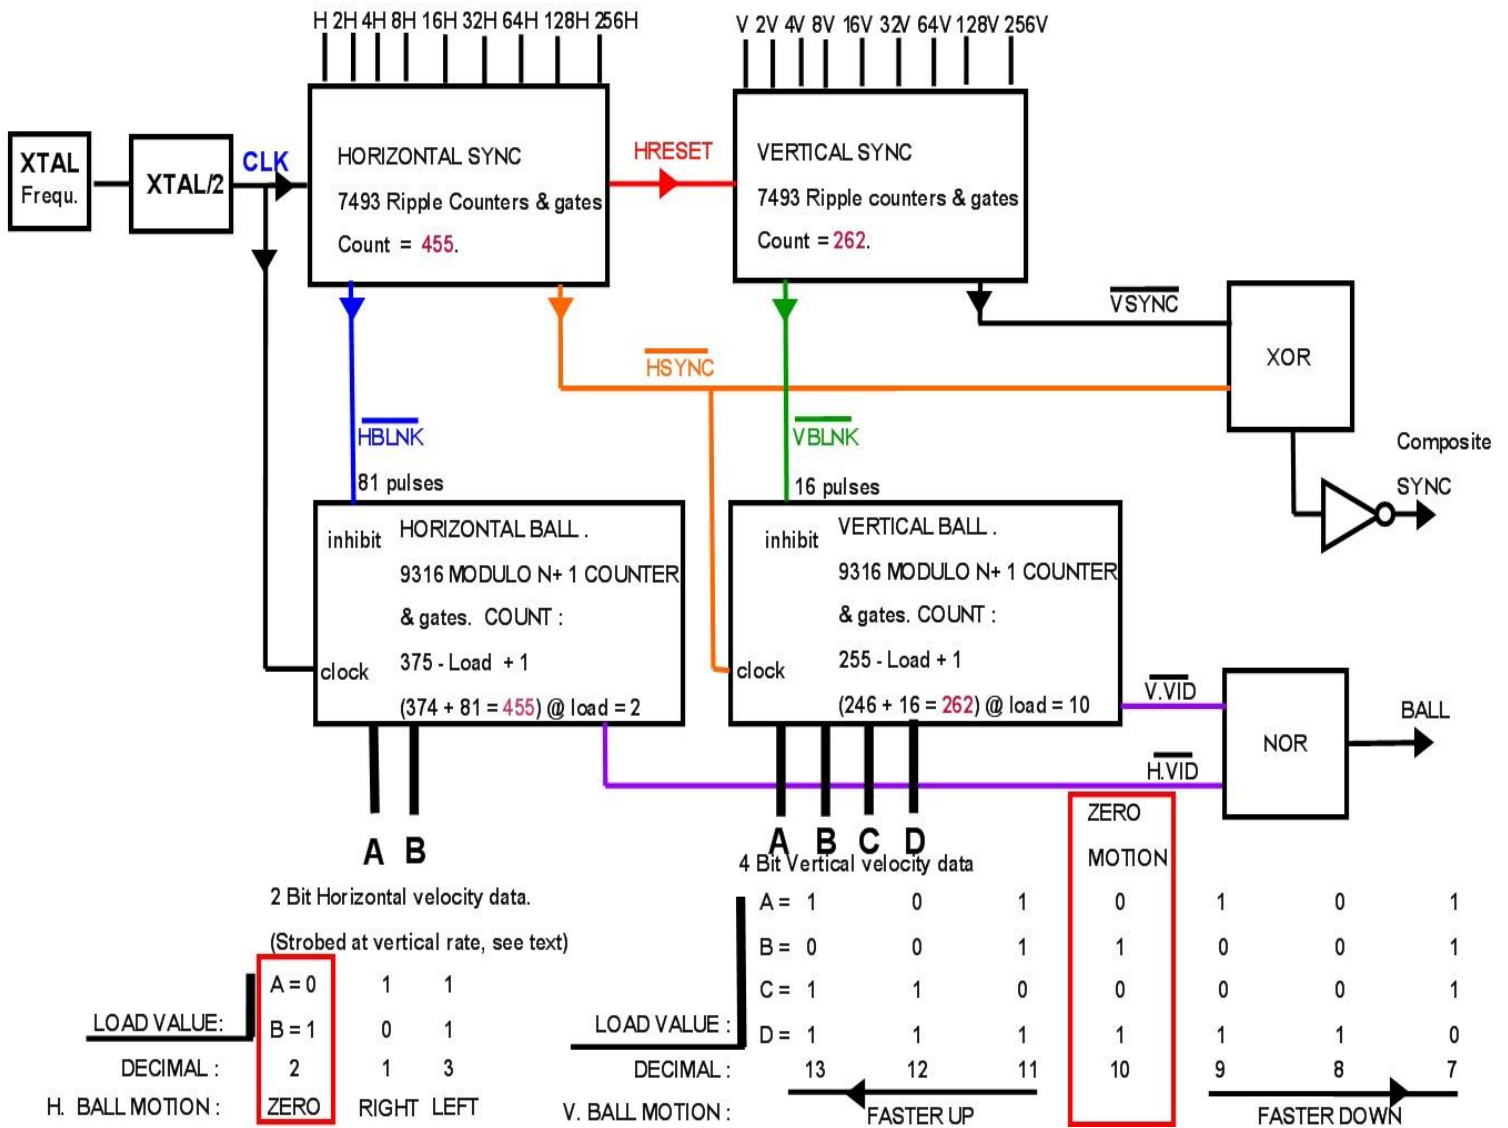 H 2H 4H 8H 16H 32H 64H 128H 256H
V 2V 4V 8V 16V 32V 64V 128V 256V
XTAL
Frequ.
XTAL/2
CLK
HORIZONTAL SYNC
7493 Ripple Counters & gates
Count = 455.
HRESET
VERTICAL SYNC
7493 Ripple counters & gates
Count = 262.
VSYNC
XOR
HSYNC
HBLNK
81 pulses
VBLNK
16 pulses
Composite
SYNC
inhibit
HORIZONTAL BALL .
9316 MODULO N+ 1 COUNTER
& gates. COUNT :
375 - Load + 1
(374 + 81 = 455) @ load = 2
clock
inhibit
VERTICAL BALL .
9316 MODULO N+ 1 COUNTER
& gates. COUNT :
255 - Load + 1
(246 + 16 = 262) @ load = 10
clock
V.VID
H.VID
NOR
BALL
A B
A B C D
2 Bit Horizontal velocity data.
(Strobed at vertical rate, see text)
A = 0 1 1
LOAD VALUE: B = 1 0 1
DECIMAL : 2 1 3
H. BALL MOTION : ZERO RIGHT LEFT
4 Bit Vertical velocity data
ZERO
MOTION
A = 1 0 1 0 1 0 1
B = 0 0 1 1 0 0 1
C = 1 1 0 0 0 0 1
LOAD VALUE : D = 1 1 1 1 1 1 0
DECIMAL : 13 12 11 10 9 8 7
V. BALL MOTION : FASTER UP FASTER DOWN